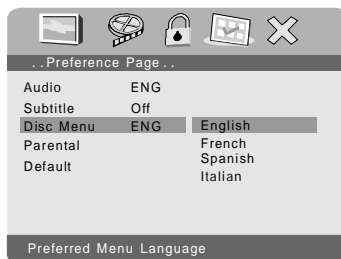 ..Preference Page..
Audio ENG
Subtitle Off
Disc Menu ENG English
Parental French
Spanish
Default
Italian
Preferred Menu Language